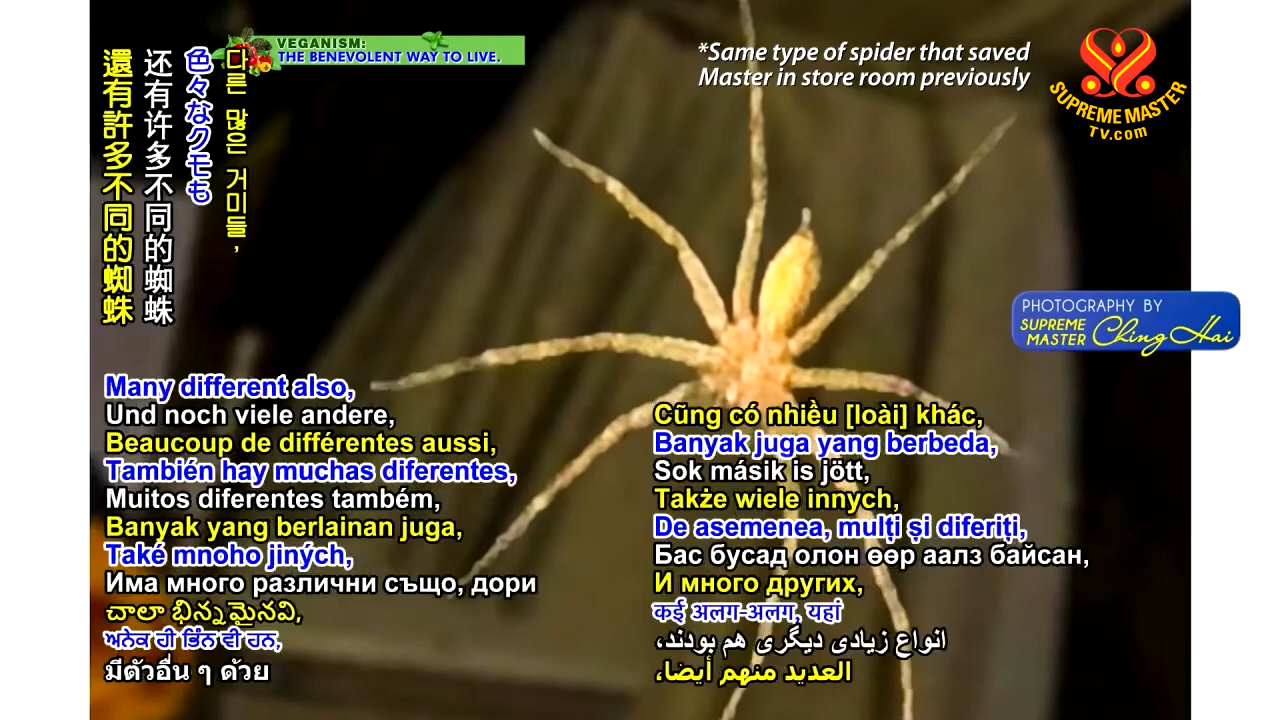 VEGANISM:
THE BENEVOLENT WAY TO LIVE.
*Same type of spider that saved
Master in store room previously
SUPREME MASTER
TV.com
還有許多不同的蜘蛛
还有许多不同的蜘蛛
色々なクモも
다른 많은 거미들,
PHOTOGRAPHY BY
SUPREME
MASTER Ching Hai
Many different also,
Und noch viele andere,
Beaucoup de différentes aussi,
También hay muchas diferentes,
Muitos diferentes também,
Banyak yang berlainan juga,
Také mnoho jiných,
Има много различни също, дори
చాలా భిన్నమైనవి,
ਅਨੇਕ ਹੀ ਭਿੰਨ ਵੀ ਹਨ,
มีตัวอื่น ๆ ด้วย
Cũng có nhiều [loài] khác,
Banyak juga yang berbeda,
Sok másik is jött,
Także wiele innych,
De asemenea, mulți și diferiți,
Бас бусад олон өөр аалз байсан,
И много других,
कई अलग-अलग, यहां
انواع زیادی دیگری هم بودند،
العديد منهم أيضا،